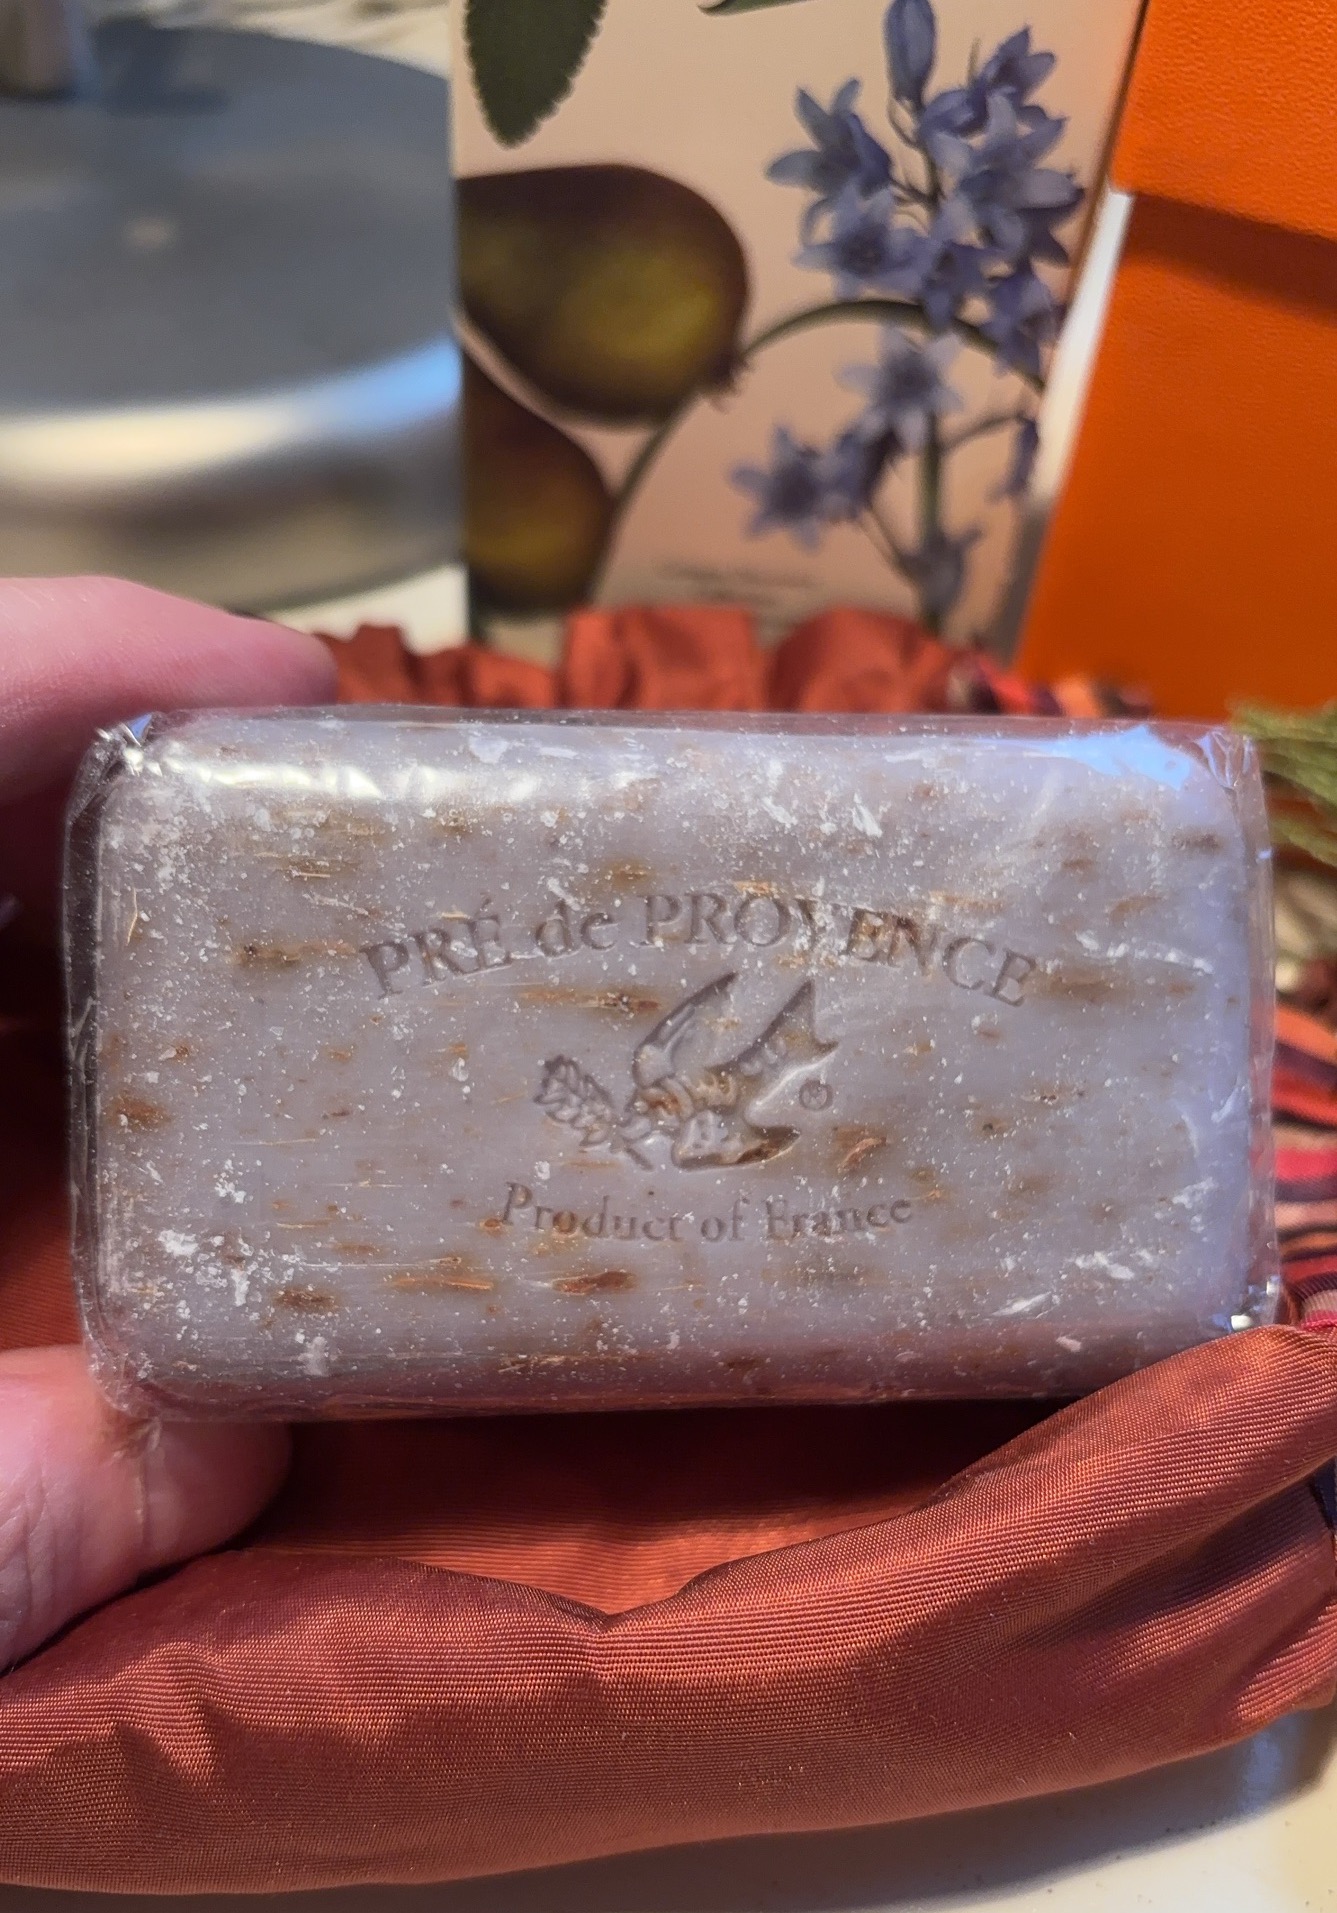 PRÉ de PROVENCE
®
Product of France